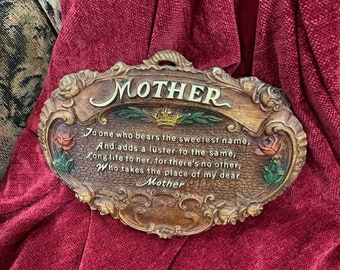 MOTHER
To one who bears the sweetest name,
And adds a luster to the same,
Long life to her, for there's no other,
Who takes the place of my dear
Mother